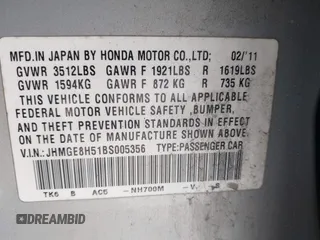 MFD. IN JAPAN BY HONDA MOTOR CO.,LTD; 02/'11
GVWR 3512LBS GAWR F 1921LBS R 1619LBS
GVWR 1594KG GAWR F 872 KG R 735 KG
THIS VEHICLE CONFORMS TO ALL APPLICABLE
FEDERAL MOTOR VEHICLE SAFETY, BUMPER,
AND THEFT PREVENTION STANDARDS IN EFFECT
ON THE DATE OF MANUFACTURE SHOWN ABOVE.
V.I.N.: JHMGE8H51BS005356 TYPE:PASSENGER CAR
TK6 B AC5 —NH700M —V B
AUTOBIDMASTER